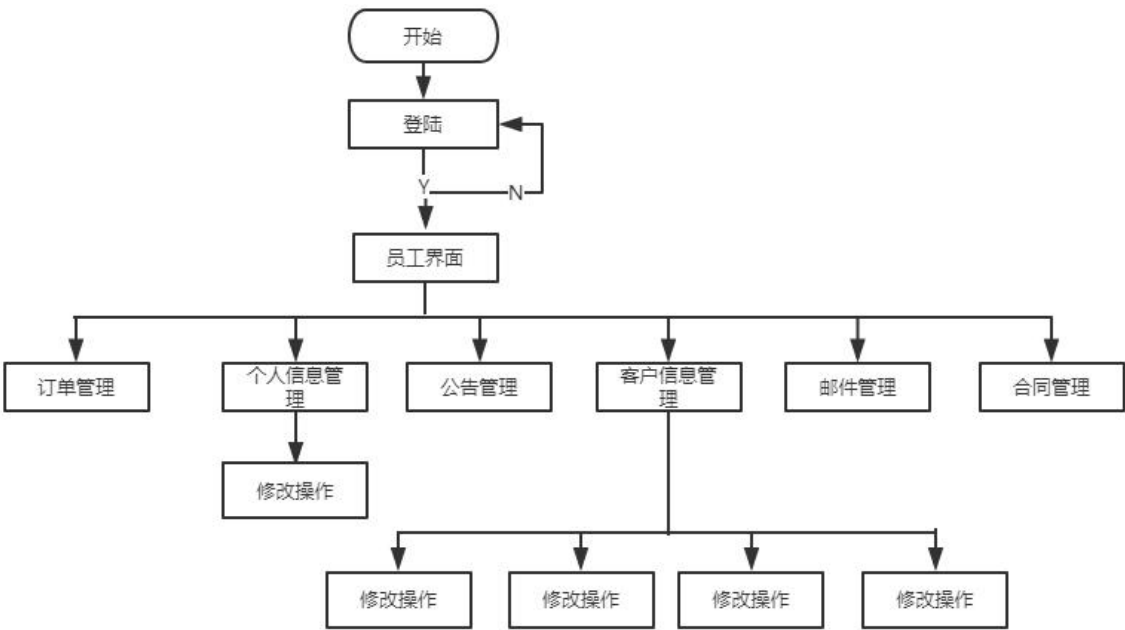 开始
登陆
Y
N
员工界面
订单管理
个人信息管
理
公告管理
客户信息管
理
邮件管理
合同管理
修改操作
修改操作
修改操作
修改操作
修改操作